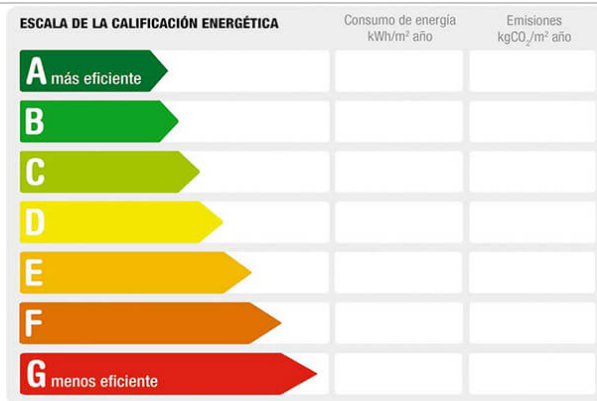 ESCALA DE LA CALIFICACIÓN ENERGÉTICA
Consumo de energía
kWh/m² año
Emisiones
kgCO₂/m² año
A más eficiente
B
C
D
E
F
G menos eficiente